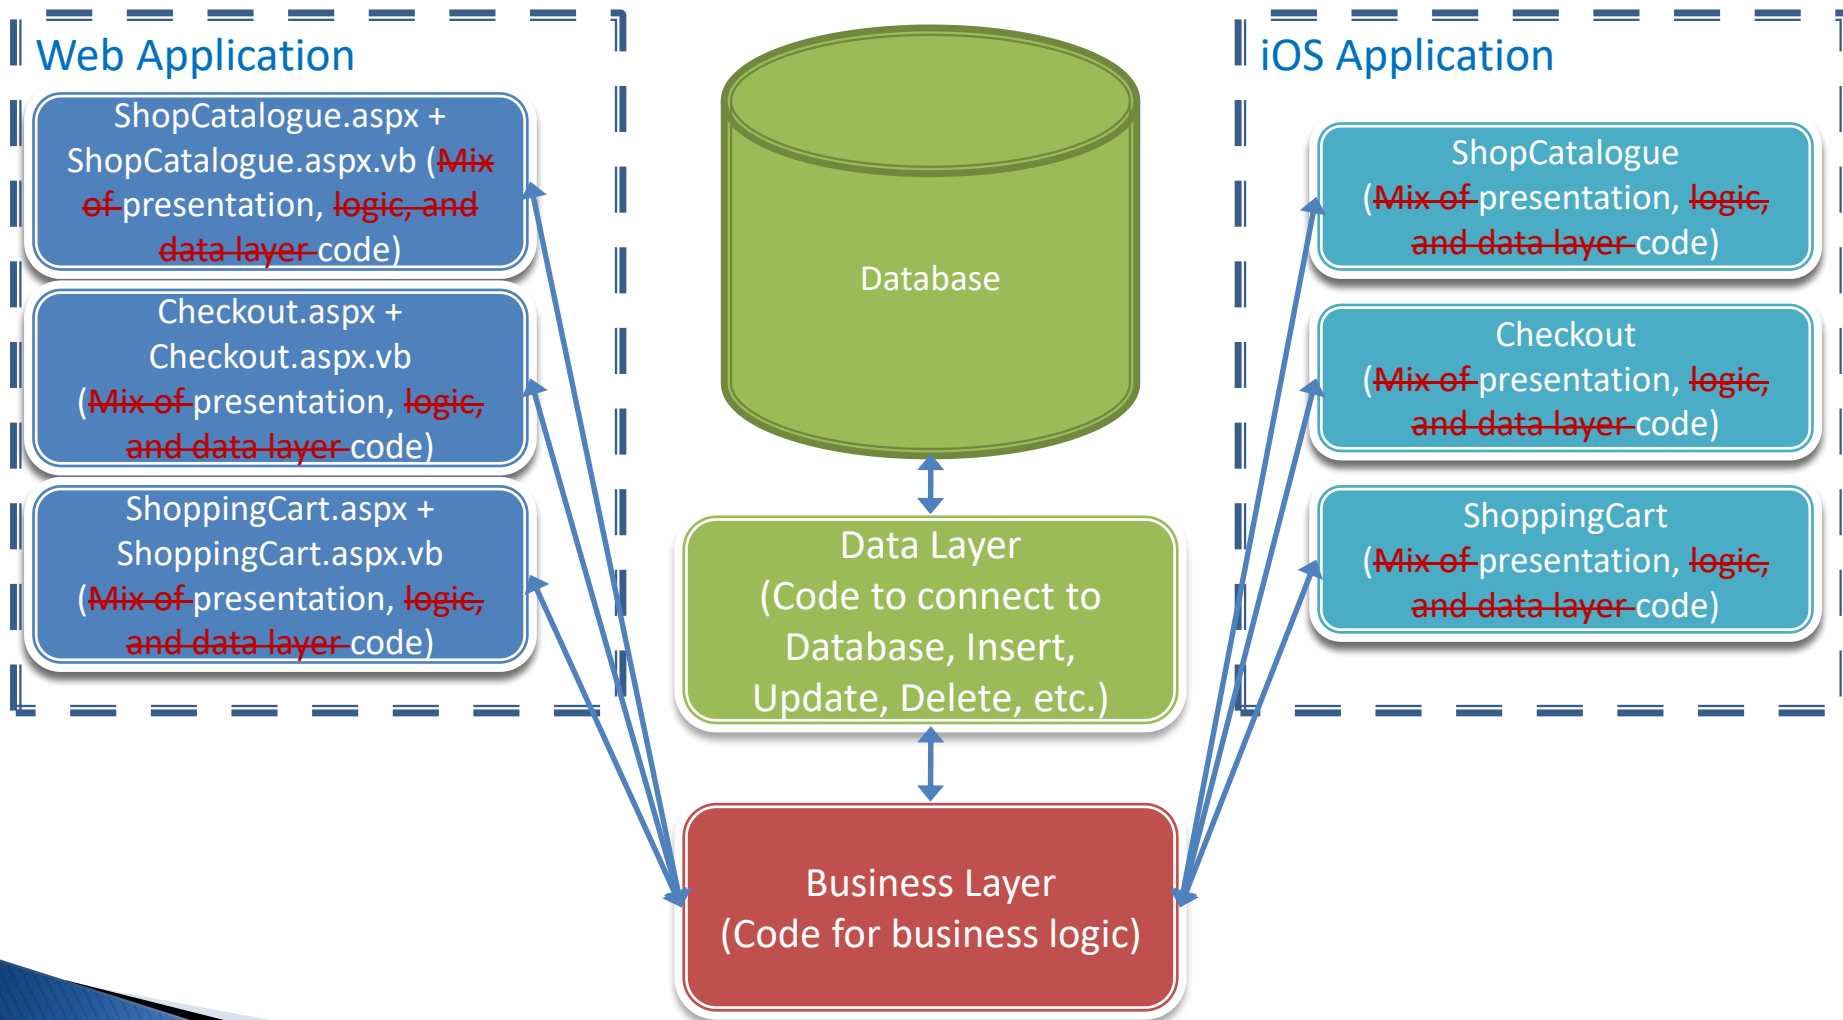 Web Application
ShopCatalogue.aspx +
ShopCatalogue.aspx.vb (Mix
of presentation, logic, and
data layer code)
Checkout.aspx +
Checkout.aspx.vb
(Mix of presentation, logic,
and data layer code)
ShoppingCart.aspx +
ShoppingCart.aspx.vb
(Mix of presentation, logic,
and data layer code)
Database
Data Layer
(Code to connect to
Database, Insert,
Update, Delete, etc.)
Business Layer
(Code for business logic)
iOS Application
ShopCatalogue
(Mix of presentation, logic,
and data layer code)
Checkout
(Mix of presentation, logic,
and data layer code)
ShoppingCart
(Mix of presentation, logic,
and data layer code)